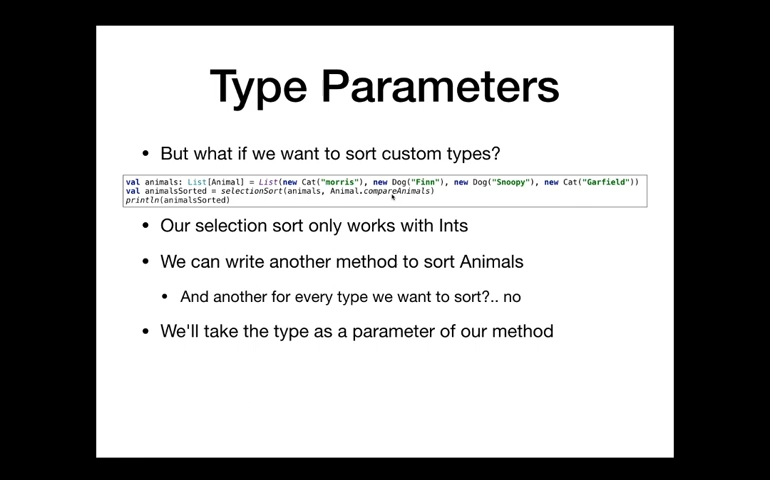 Type Parameters
• But what if we want to sort custom types?
val animals: List[Animal] = List(new Cat("morris"), new Dog("Finn"), new Dog("Snoopy"), new Cat("Garfield"))
val animalsSorted = selectionSort(animals, Animal.compareAnimals)
println(animalsSorted)
• Our selection sort only works with Ints
• We can write another method to sort Animals
• And another for every type we want to sort?.. no
• We'll take the type as a parameter of our method